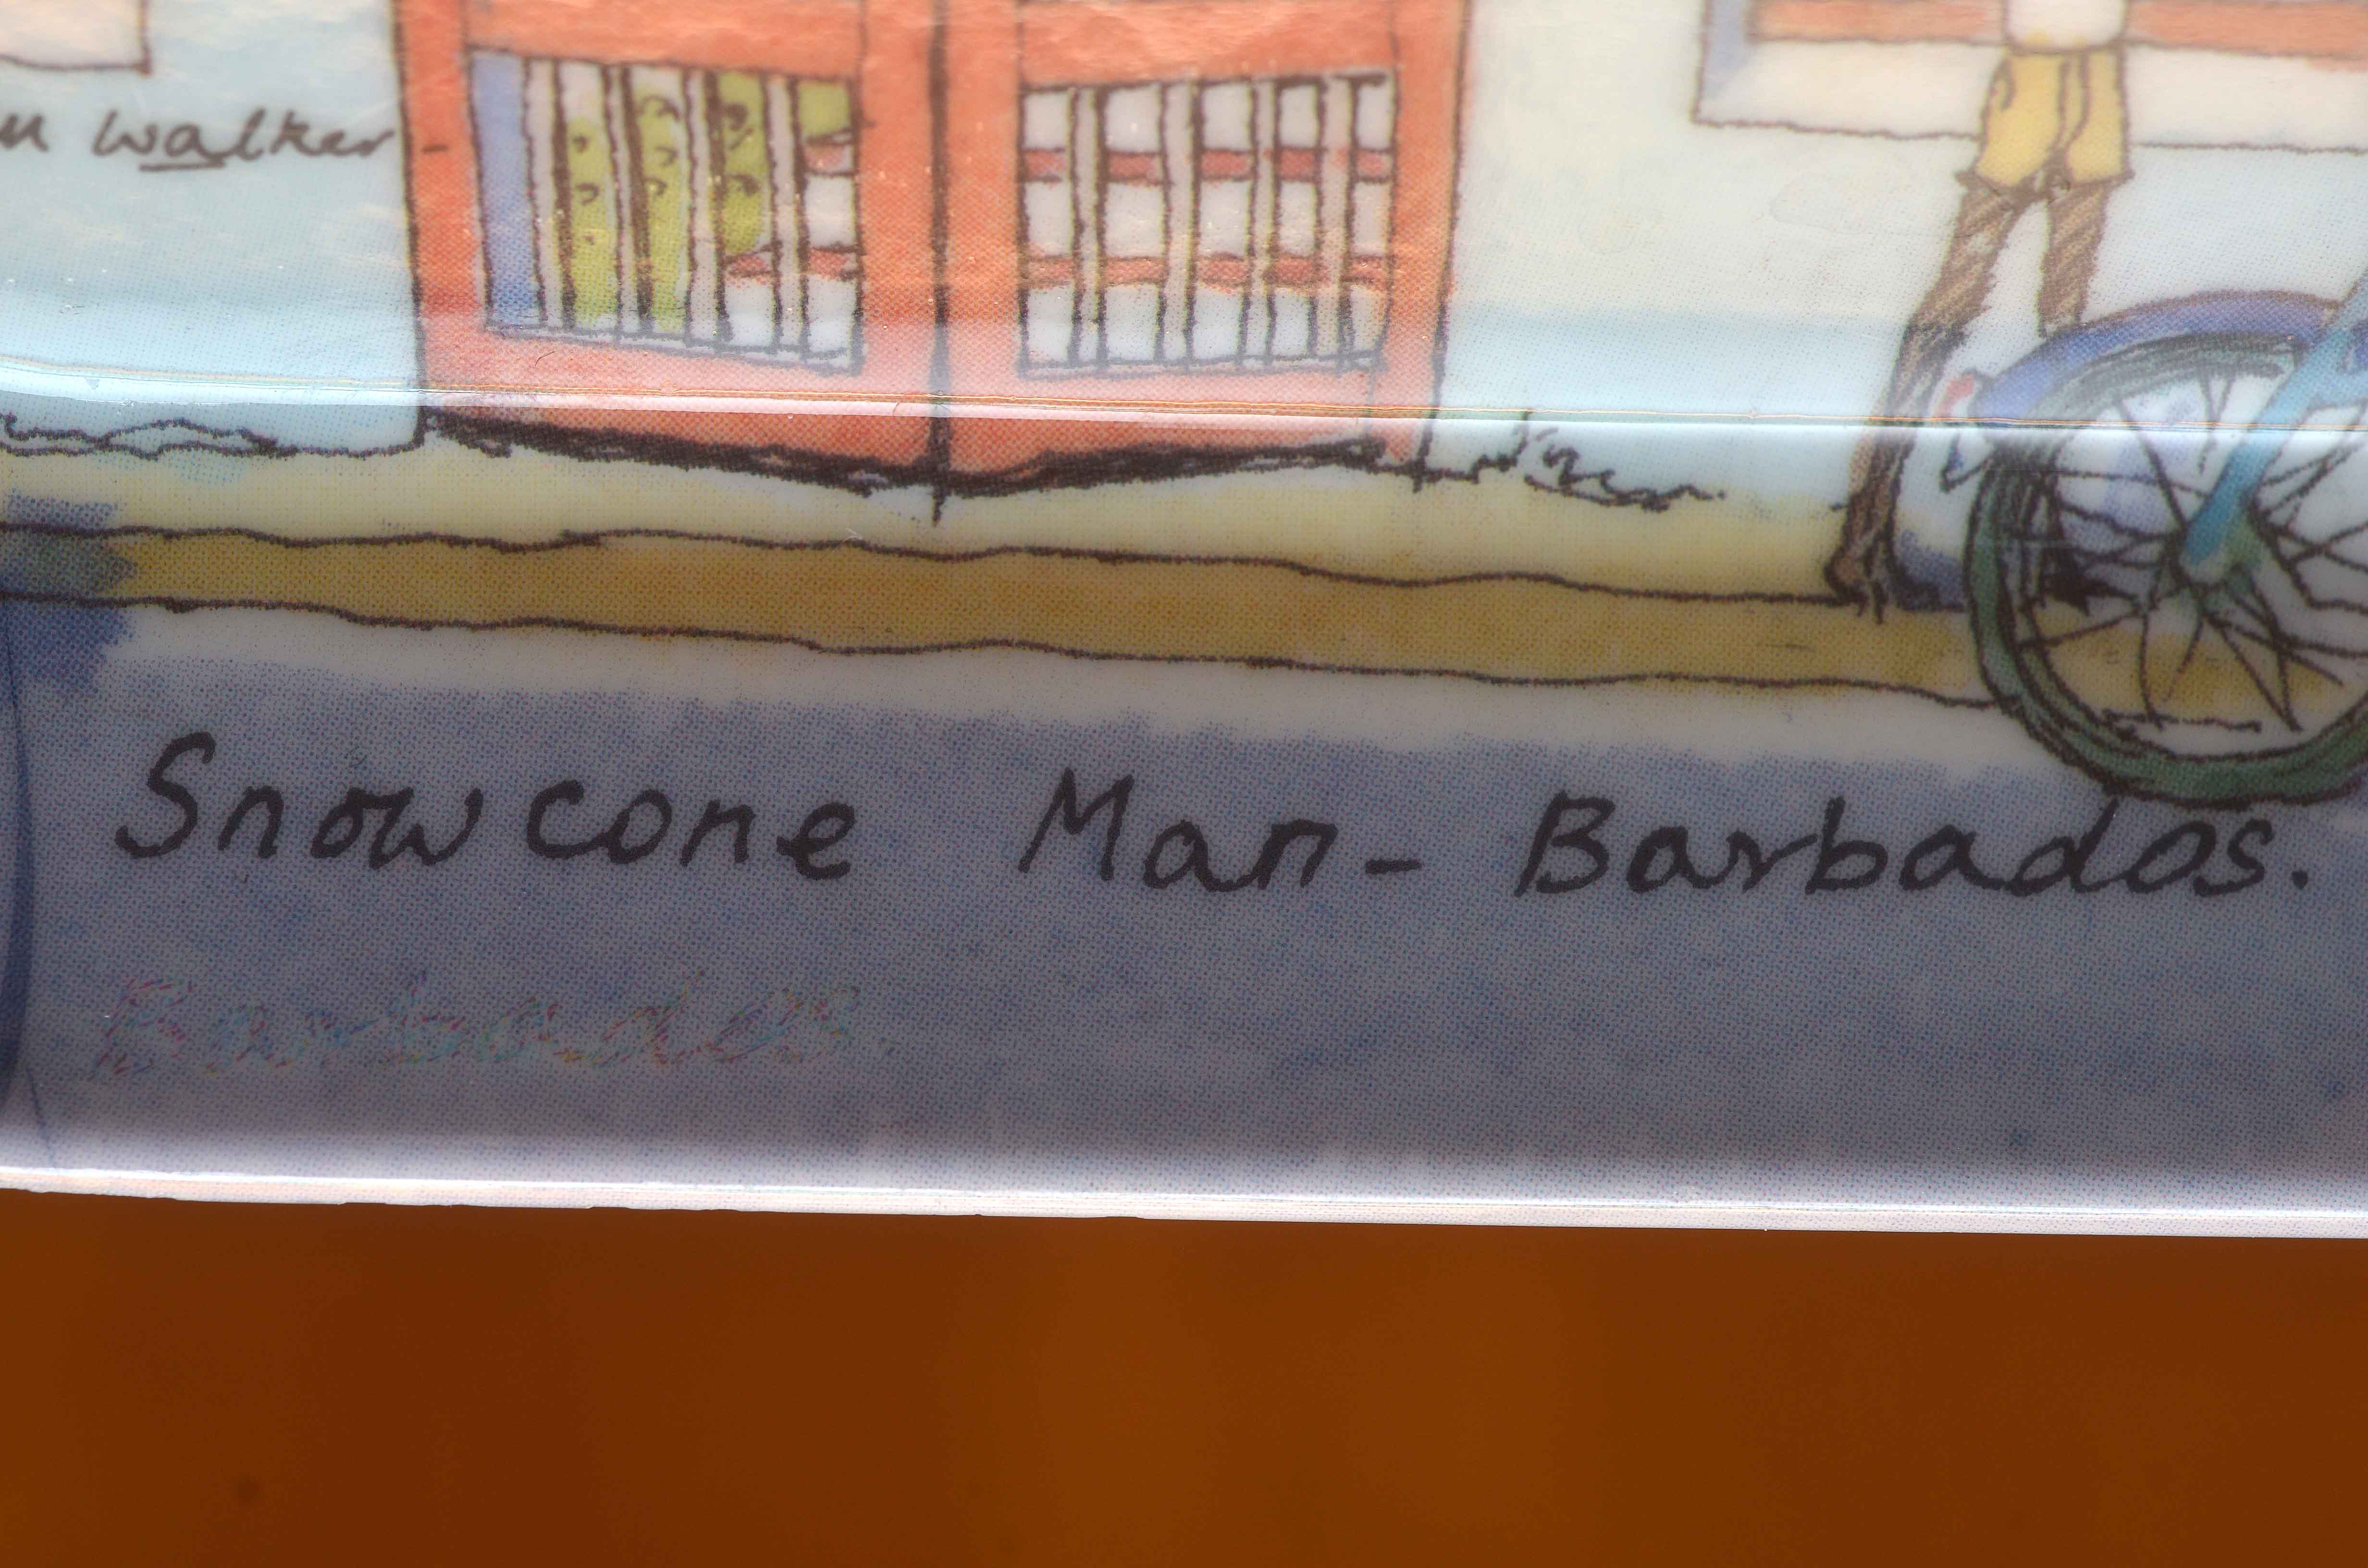 walker -
Snowcone Man - Barbados.
Barbados.